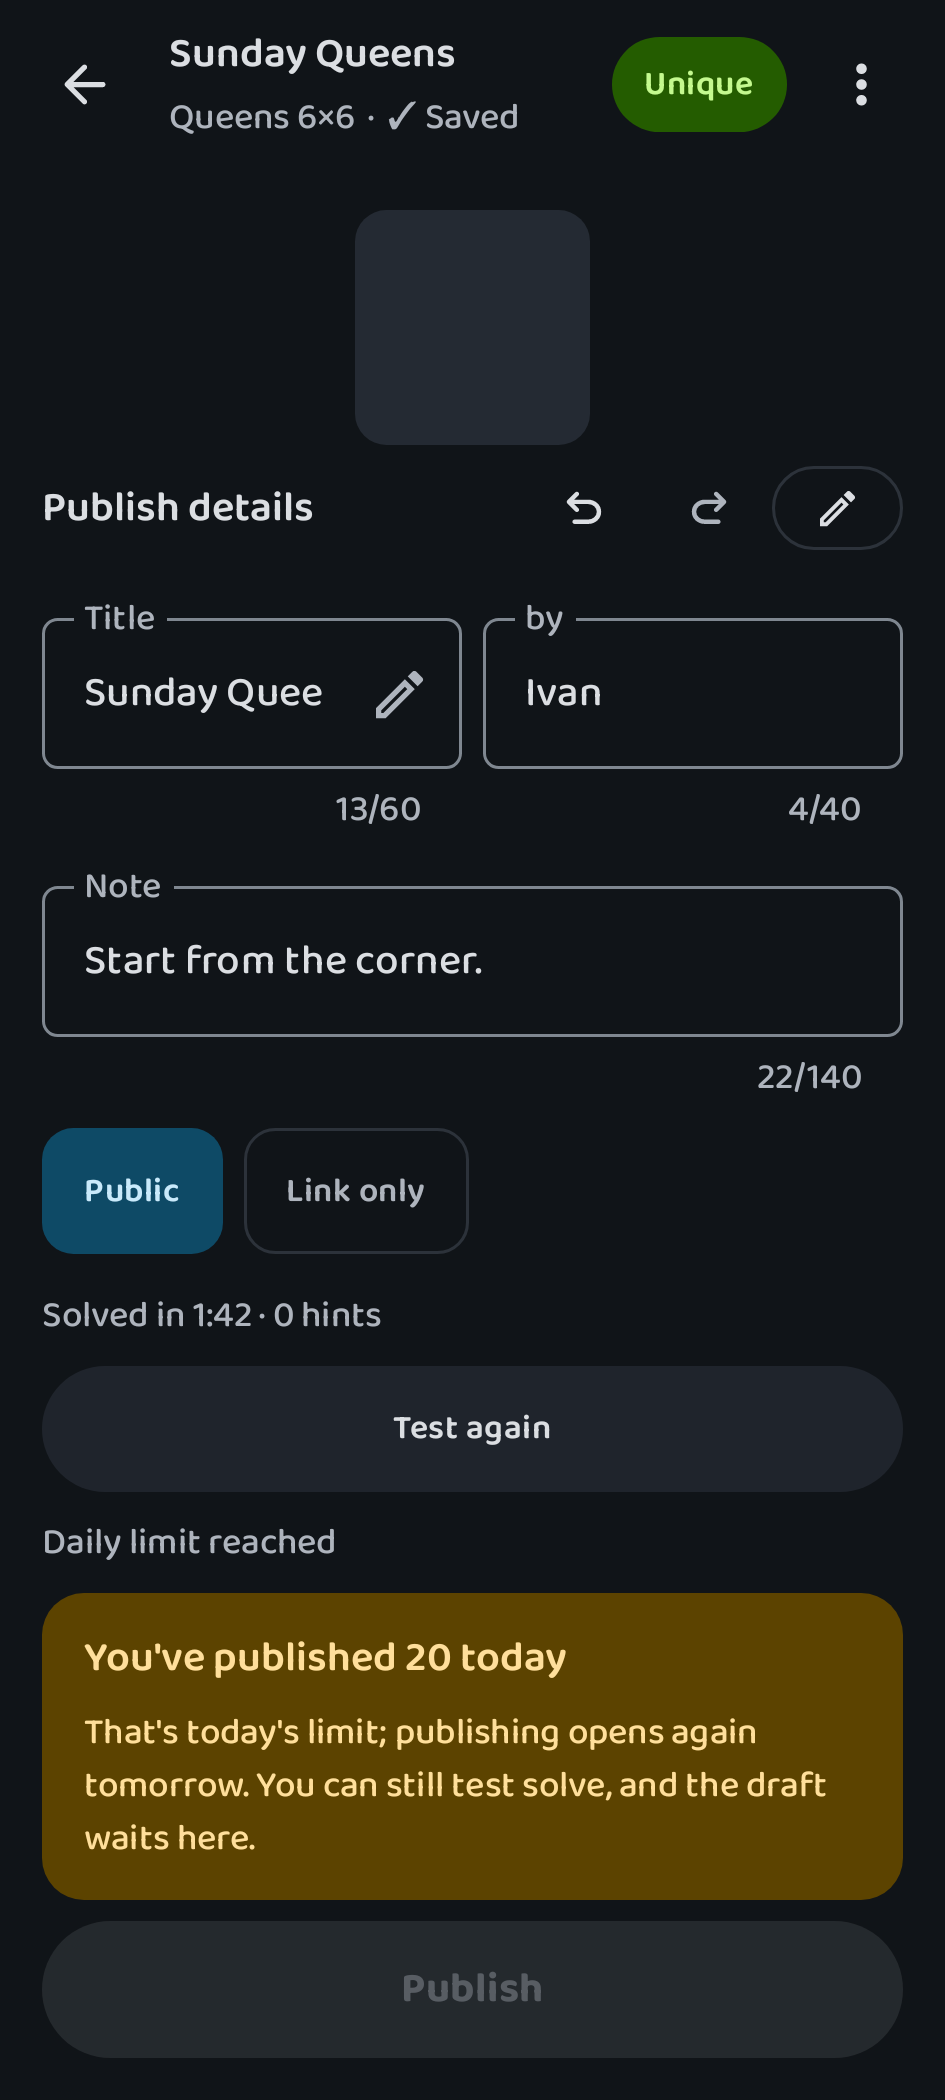 Sunday Queens
Queens 6×6 · ✓ Saved
Unique
Publish details
Title
Sunday Quee
13/60
by
Ivan
4/40
Note
Start from the corner.
22/140
Public
Link only
Solved in 1:42 · 0 hints
Test again
Daily limit reached
You've published 20 today
That's today's limit; publishing opens again
tomorrow. You can still test solve, and the draft
waits here.
Publish